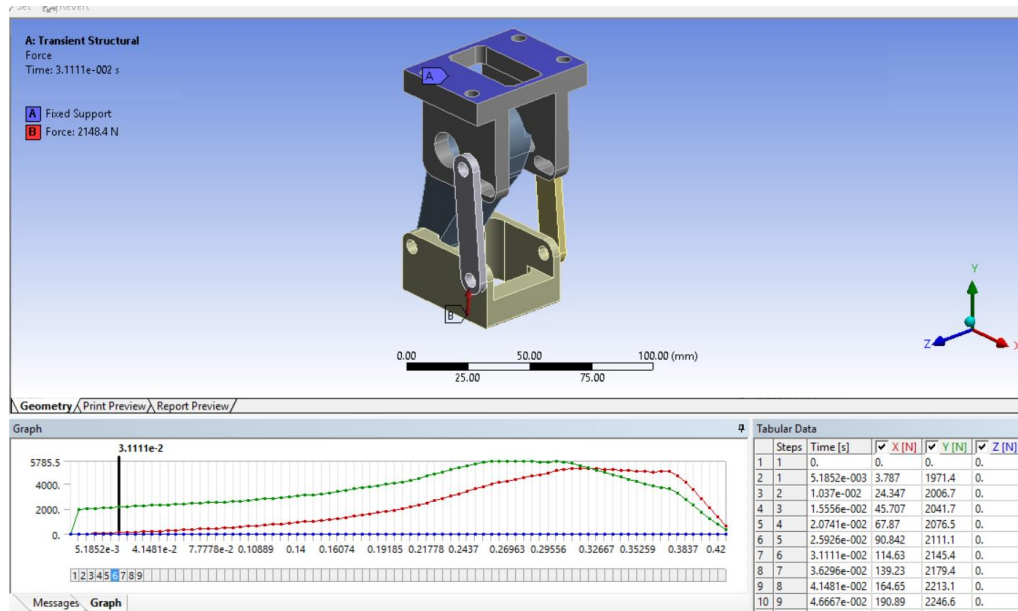 Set Revert
A: Transient Structural
Force
Time: 3.1111e-002 s
A Fixed Support
B Force: 2148.4 N
A
B
Y
Z
X
0.00 50.00 100.00 (mm)
25.00 75.00
Geometry Print Preview Report Preview
Graph
3.1111e-2
5785.5
4000.
2000.
0.
5.1852e-3 4.1481e-2 7.7778e-2 0.10889 0.14 0.16074 0.19185 0.21778 0.2437 0.26963 0.29556 0.32667 0.35259 0.3837 0.42
1 2 3 4 5 6 7 8 9
Messages Graph
Tabular Data
Steps Time [s] X [N] Y [N] Z [N]
1 1 0. 0. 0. 0.
2 1 5.1852e-003 3.787 1971.4 0.
3 2 1.037e-002 24.347 2006.7 0.
4 3 1.5556e-002 45.707 2041.7 0.
5 4 2.0741e-002 67.87 2076.5 0.
6 5 2.5926e-002 90.842 2111.1 0.
7 6 3.1111e-002 114.63 2145.4 0.
8 7 3.6296e-002 139.23 2179.4 0.
9 8 4.1481e-002 164.65 2213.1 0.
10 9 4.6667e-002 190.89 2246.6 0.